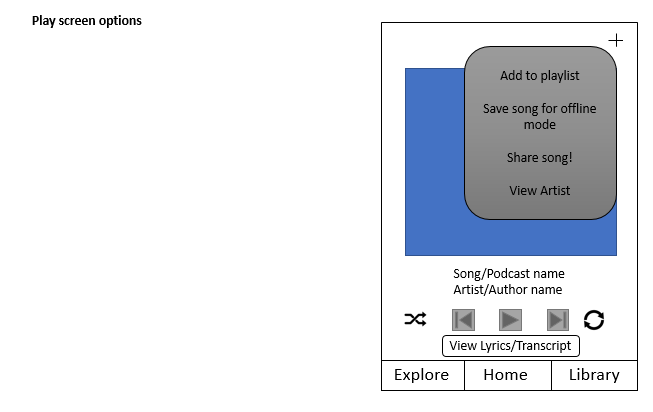 Play screen options
Add to playlist
Save song for offline
mode
Share song!
View Artist
Song/Podcast name
Artist/Author name
View Lyrics/Transcript
Explore
Home
Library